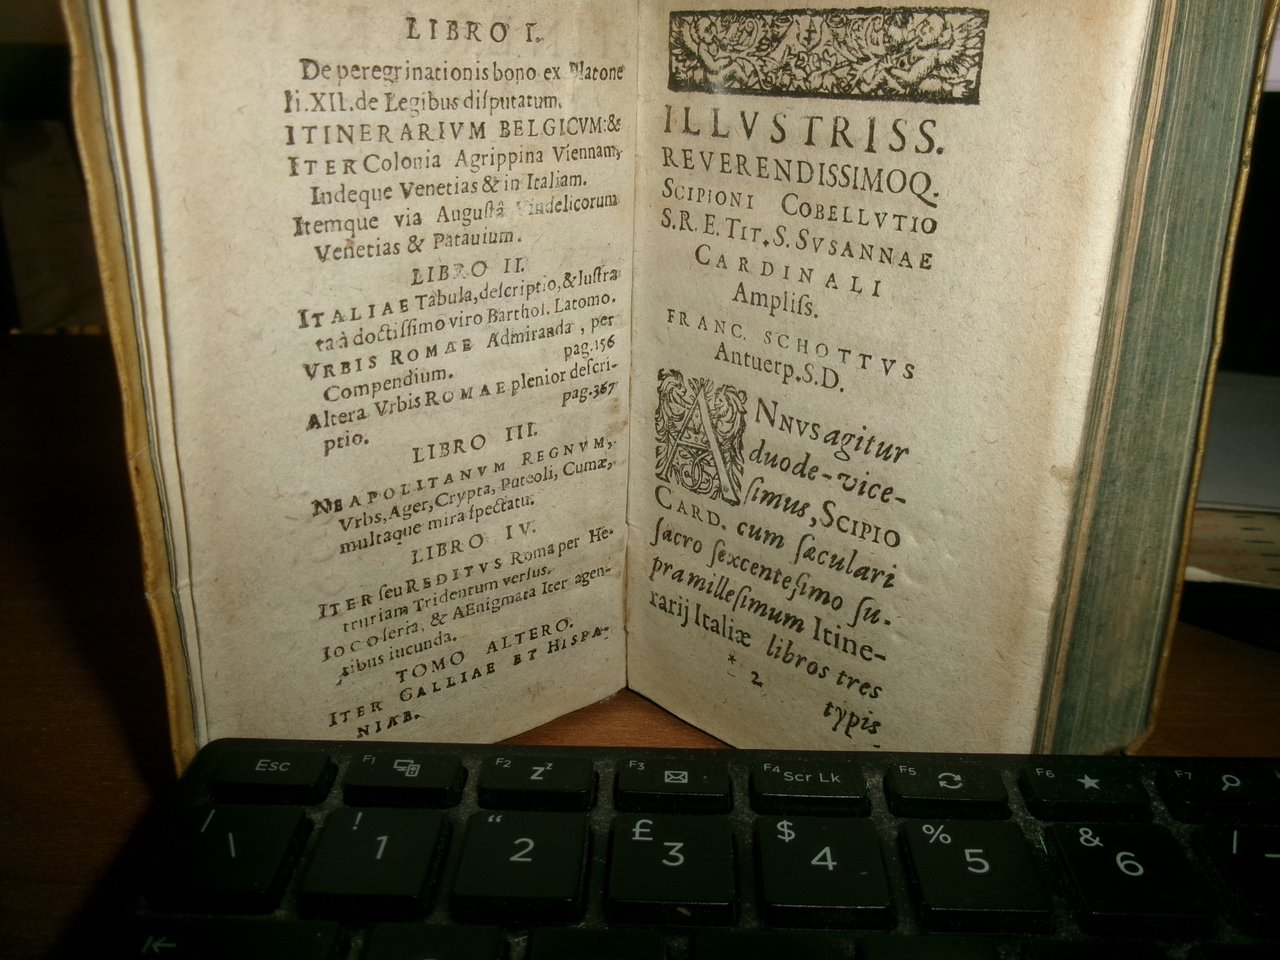 LIBRO I.
De peregrinationis bono ex Platone
li. XII. de Legibus diſputatum.
ITINERARIVM BELGICVM: &
ITER Colonia Agrippina Viennam,
Indeque Venetias & in Italiam.
Itemque via Auguſtâ Vindelicorum
Venetias & Patauium.
LIBRO II.
ITALIAE Tabula, deſcriptio, & luſtra
ta à doctiſſimo viro Barthol. Latomo.
VRBIS ROMAE Admiranda, per
Compendium. pag. 156
Altera Vrbis ROMAE plenior deſcri-
ptio. pag. 367
LIBRO III.
NEAPOLITANVM REGNVM,
Vrbs, Ager, Crypta, Puteoli, Cumæ,
multaque mira ſpectatu.
LIBRO IV.
ITER ſeu REDITVS Roma per He-
truriam Tridentum verſus.
IOCOſeria, & AEnigmata Iter agen-
tibus iucunda.
TOMO ALTERO.
ITER GALLIAE ET HISPA-
NIAE.
ILLVSTRISS.
REVERENDISSIMOQ.
SCIPIONI COBELLVTIO
S. R. E. TIT. S. SVSANNAE
CARDINALI
Ampliſs.
FRANC. SCHOTTVS
Antuerp. S. D.
ANNVS agitur
duode-vice-
ſimus, SCIPIO
CARD. cum ſæculari
ſacro ſexcenteſimo ſu-
pra milleſimum Itine-
rarij Italiæ libros tres
* 2
typis
Esc F1 F2 Zzz F3 F4 Scr Lk F5 F6 F7
/ ! “ £ $ % & |
\ 1 2 3 4 5 6